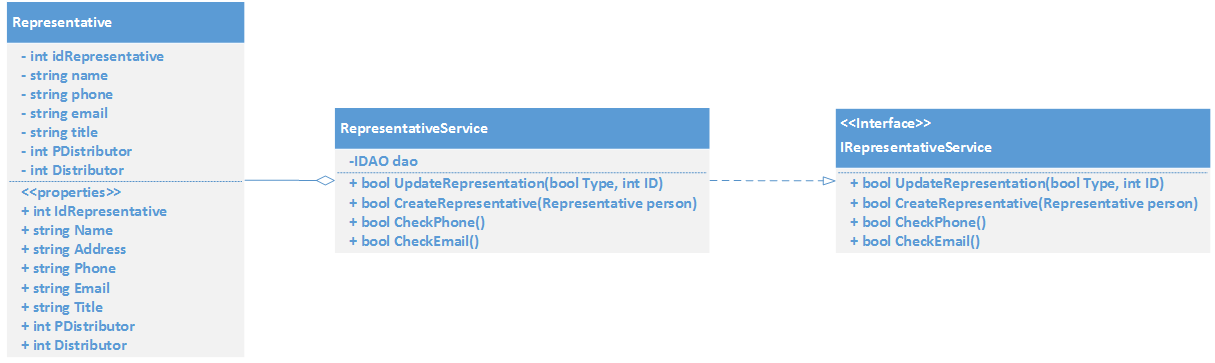 Representative
- int idRepresentative
- string name
- string phone
- string email
- string title
- int PDistributor
- int Distributor
<<properties>>
+ int IdRepresentative
+ string Name
+ string Address
+ string Phone
+ string Email
+ string Title
+ int PDistributor
+ int Distributor
RepresentativeService
-IDAO dao
+ bool UpdateRepresentation(bool Type, int ID)
+ bool CreateRepresentative(Representative person)
+ bool CheckPhone()
+ bool CheckEmail()
<<Interface>>
IRepresentativeService
+ bool UpdateRepresentation(bool Type, int ID)
+ bool CreateRepresentative(Representative person)
+ bool CheckPhone()
+ bool CheckEmail()